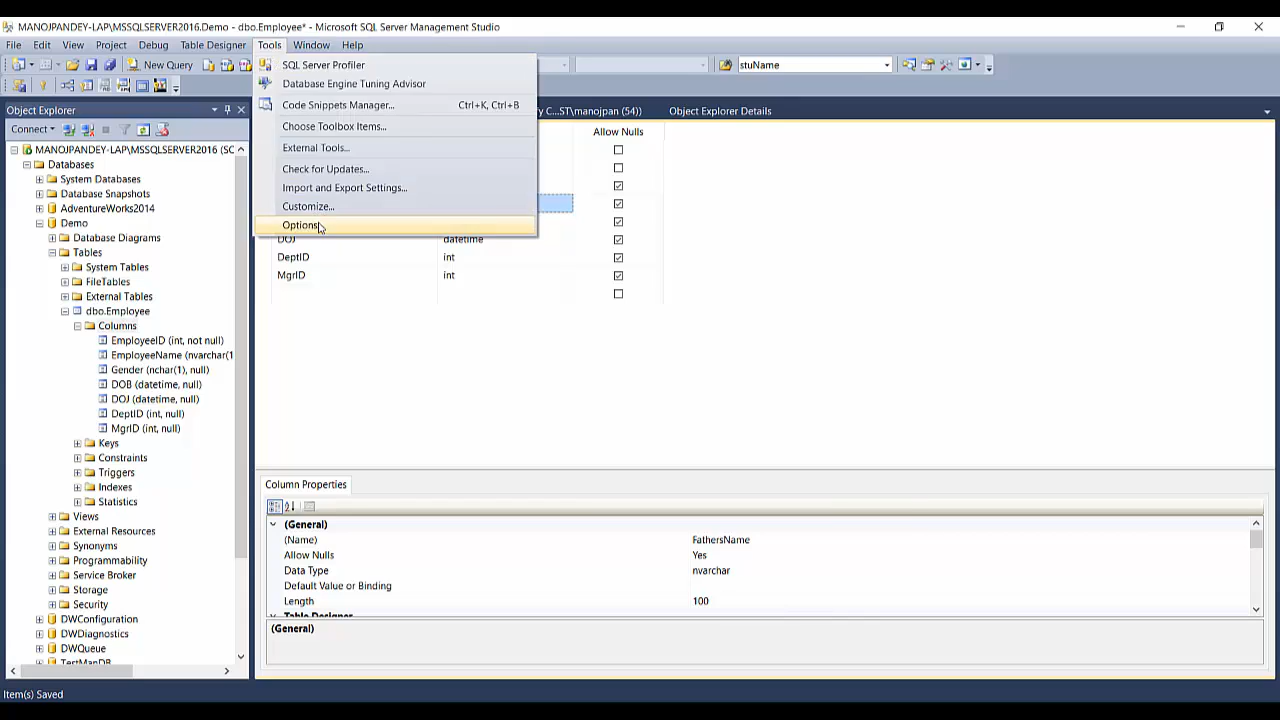 MANOJPANDEY-LAP\MSSQLSERVER2016.Demo - dbo.Employee* - Microsoft SQL Server Management Studio
File Edit View Project Debug Table Designer Tools Window Help
New Query
stuName
SQL Server Profiler
Database Engine Tuning Advisor
Code Snippets Manager... Ctrl+K, Ctrl+B
Choose Toolbox Items...
External Tools...
Check for Updates...
Import and Export Settings...
Customize...
Options...
Object Explorer
Connect
MANOJPANDEY-LAP\MSSQLSERVER2016 (SC
Databases
System Databases
Database Snapshots
AdventureWorks2014
Demo
Database Diagrams
Tables
System Tables
FileTables
External Tables
dbo.Employee
Columns
EmployeeID (int, not null)
EmployeeName (nvarchar(1
Gender (nchar(1), null)
DOB (datetime, null)
DOJ (datetime, null)
DeptID (int, null)
MgrID (int, null)
Keys
Constraints
Triggers
Indexes
Statistics
Views
External Resources
Synonyms
Programmability
Service Broker
Storage
Security
DWConfiguration
DWDiagnostics
DWQueue
TestManDB
C...ST\manojpan (54)) Object Explorer Details
Allow Nulls
DOJ datetime
DeptID int
MgrID int
Column Properties
(General)
(Name) FathersName
Allow Nulls Yes
Data Type nvarchar
Default Value or Binding
Length 100
Table Designer
(General)
Item(s) Saved